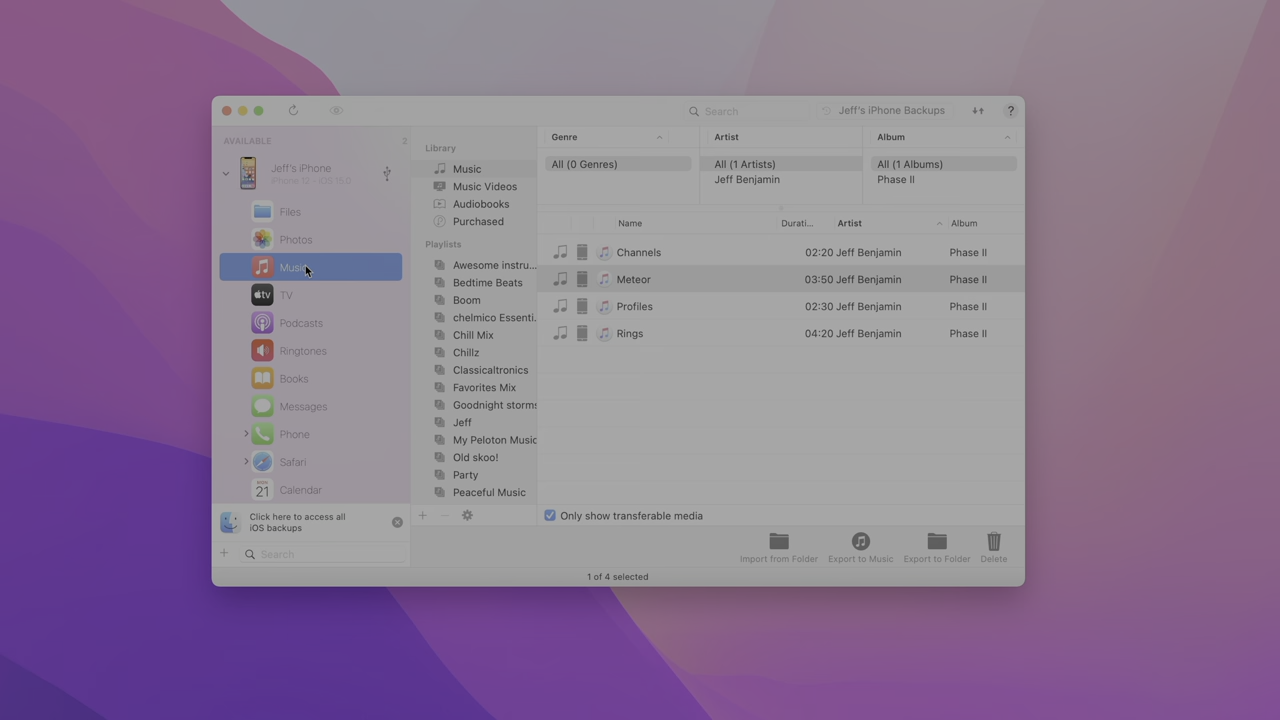 Search
Jeff's iPhone Backups
?
AVAILABLE
2
Jeff's iPhone
iPhone 12 - iOS 15.0
Files
Photos
Music
tv
TV
Podcasts
Ringtones
Books
Messages
Phone
Safari
21
Calendar
Click here to access all
iOS backups
Search
Library
Music
Music Videos
Audiobooks
Purchased
Playlists
Awesome instru...
Bedtime Beats
Boom
chelmico Essenti...
Chill Mix
Chillz
Classicaltronics
Favorites Mix
Goodnight storms
Jeff
My Peloton Music
Old skoo!
Party
Peaceful Music
Genre
All (0 Genres)
Artist
All (1 Artists)
Jeff Benjamin
Album
All (1 Albums)
Phase II
Name Durati... Artist Album
Channels 02:20 Jeff Benjamin Phase II
Meteor 03:50 Jeff Benjamin Phase II
Profiles 02:30 Jeff Benjamin Phase II
Rings 04:20 Jeff Benjamin Phase II
Only show transferable media
Import from Folder
Export to Music
Export to Folder
Delete
1 of 4 selected